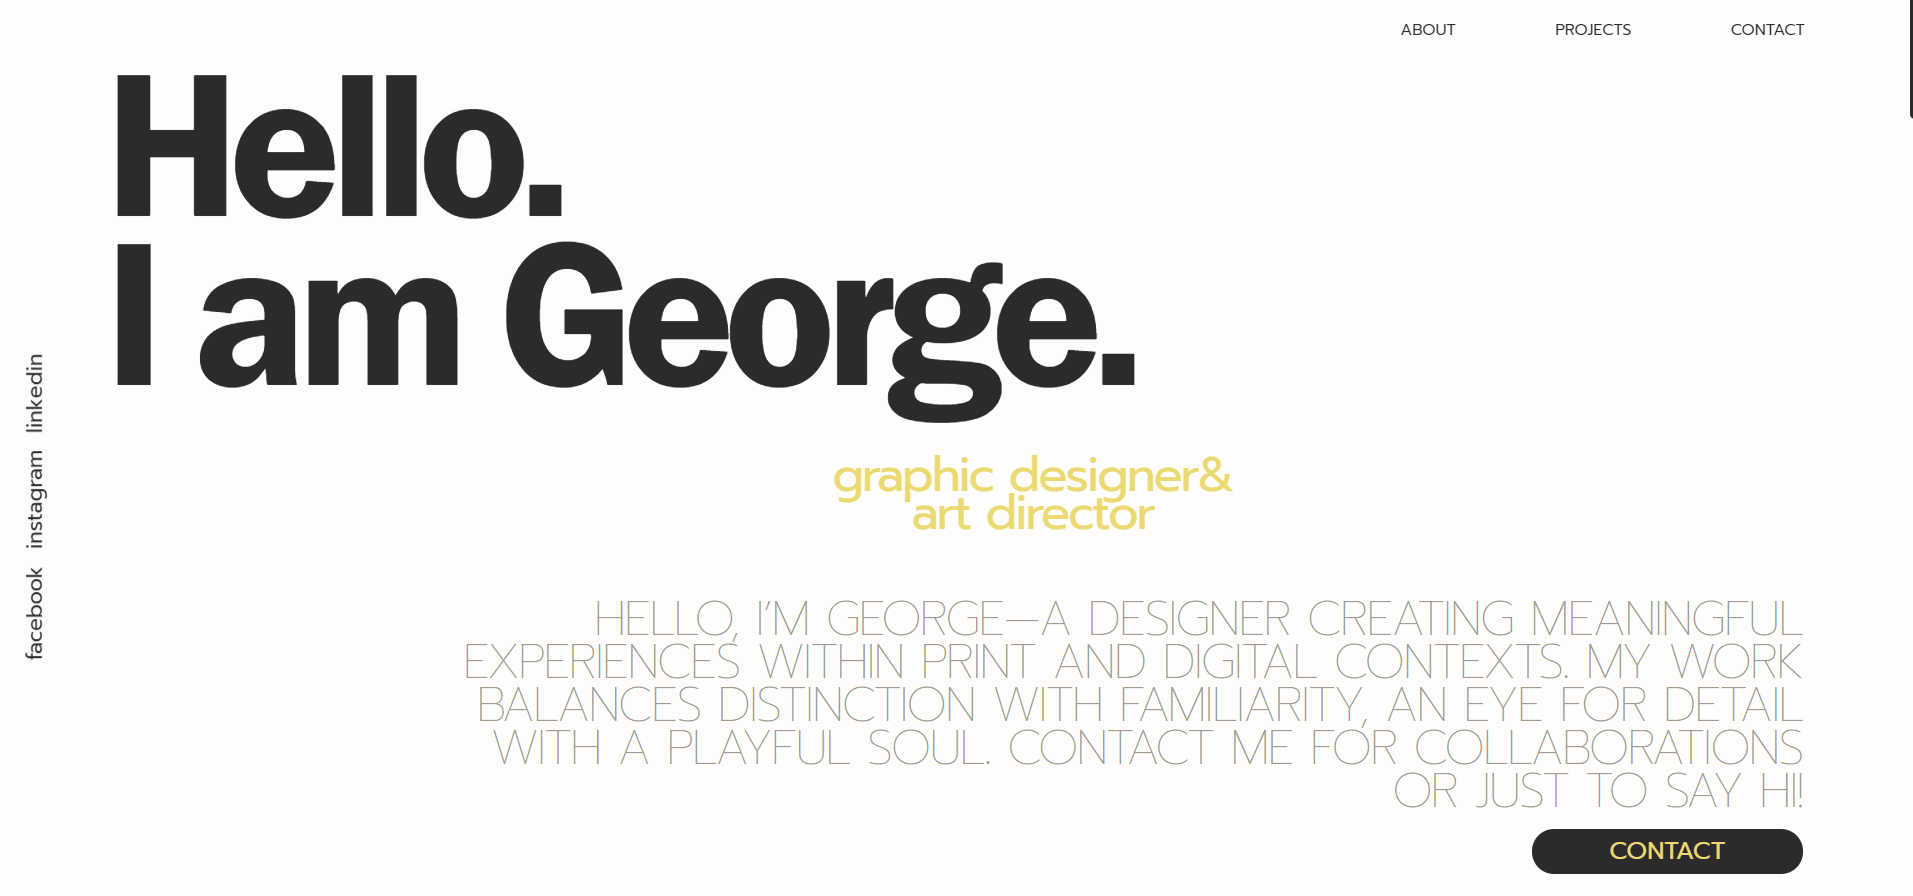 ABOUT PROJECTS CONTACT
Hello.
I am George.
facebook instagram linkedin
graphic designer&
art director
HELLO, I’M GEORGE—A DESIGNER CREATING MEANINGFUL
EXPERIENCES WITHIN PRINT AND DIGITAL CONTEXTS. MY WORK
BALANCES DISTINCTION WITH FAMILIARITY, AN EYE FOR DETAIL
WITH A PLAYFUL SOUL. CONTACT ME FOR COLLABORATIONS
OR JUST TO SAY HI!
CONTACT